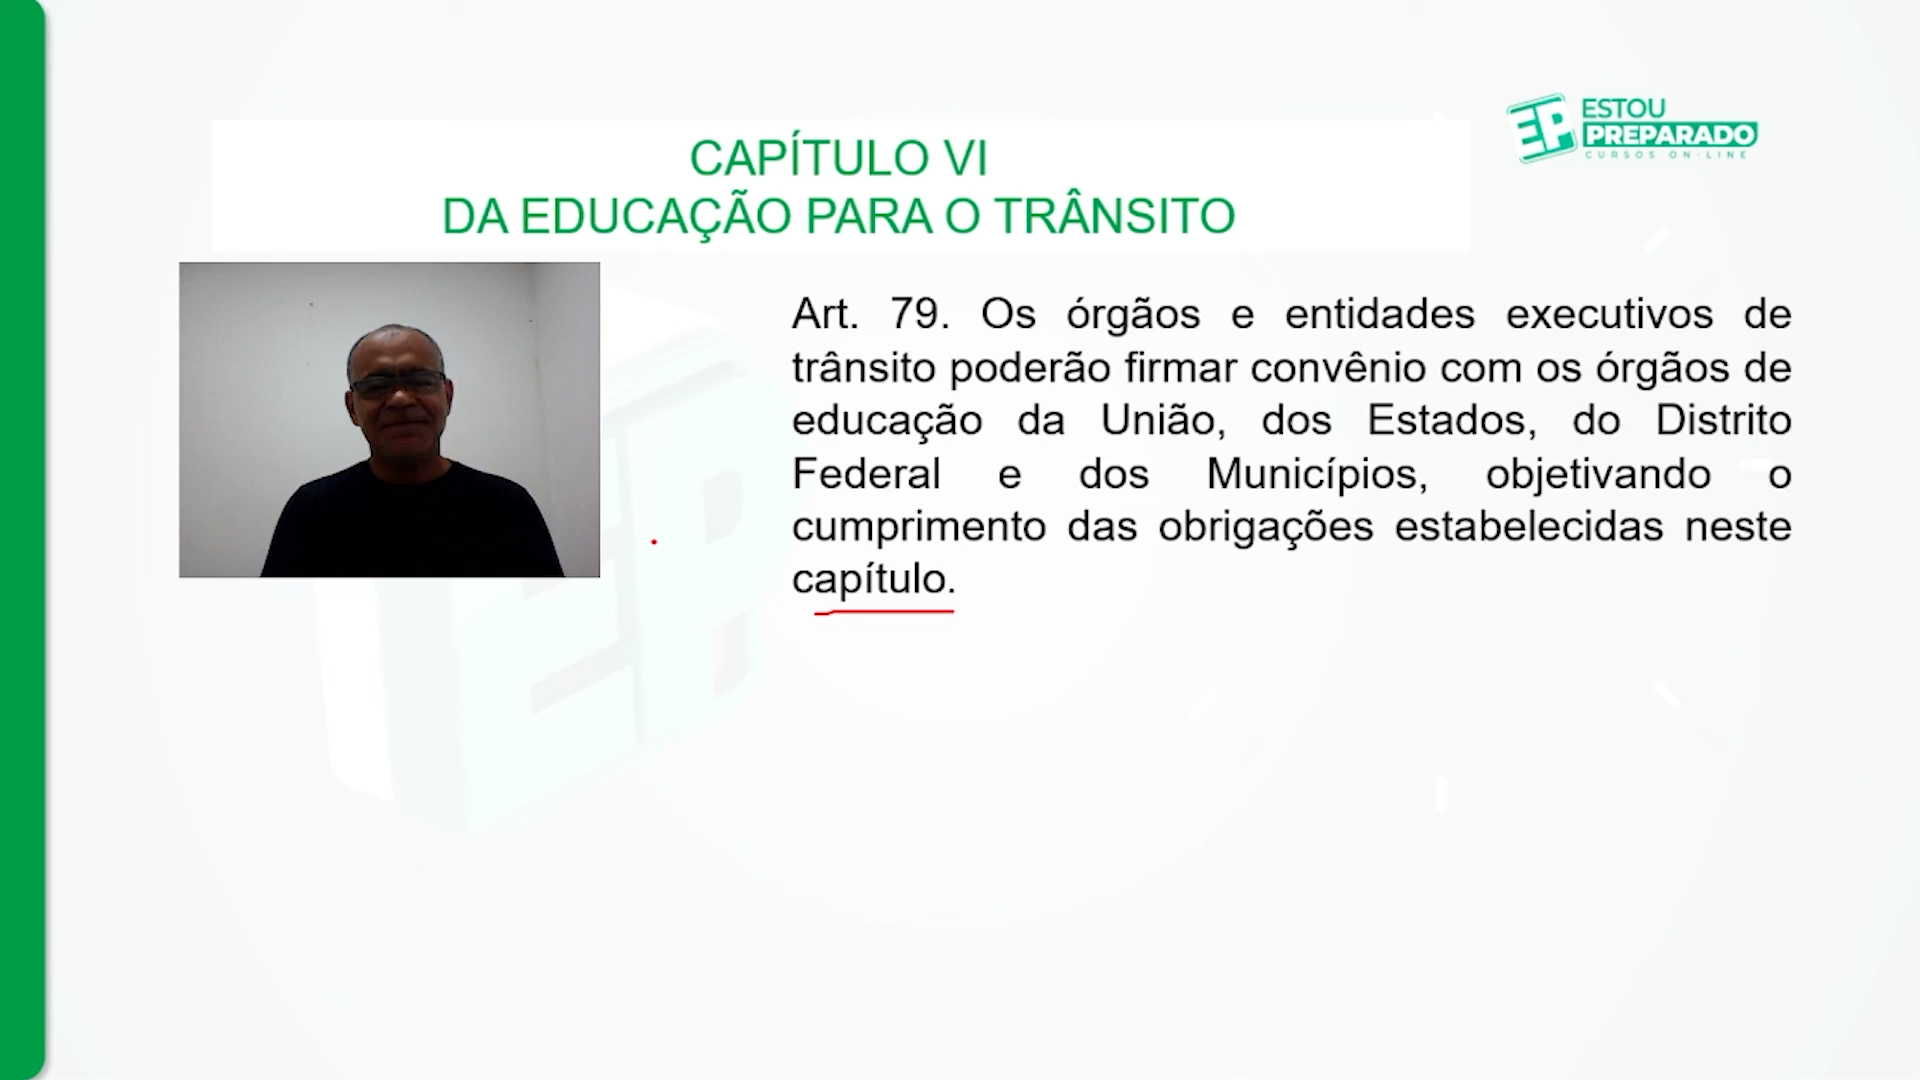 ESTOU
EP PREPARADO
CURSOS ON-LINE
CAPÍTULO VI
DA EDUCAÇÃO PARA O TRÂNSITO
Art. 79. Os órgãos e entidades executivos de
trânsito poderão firmar convênio com os órgãos de
educação da União, dos Estados, do Distrito
Federal e dos Municípios, objetivando o
cumprimento das obrigações estabelecidas neste
capítulo.